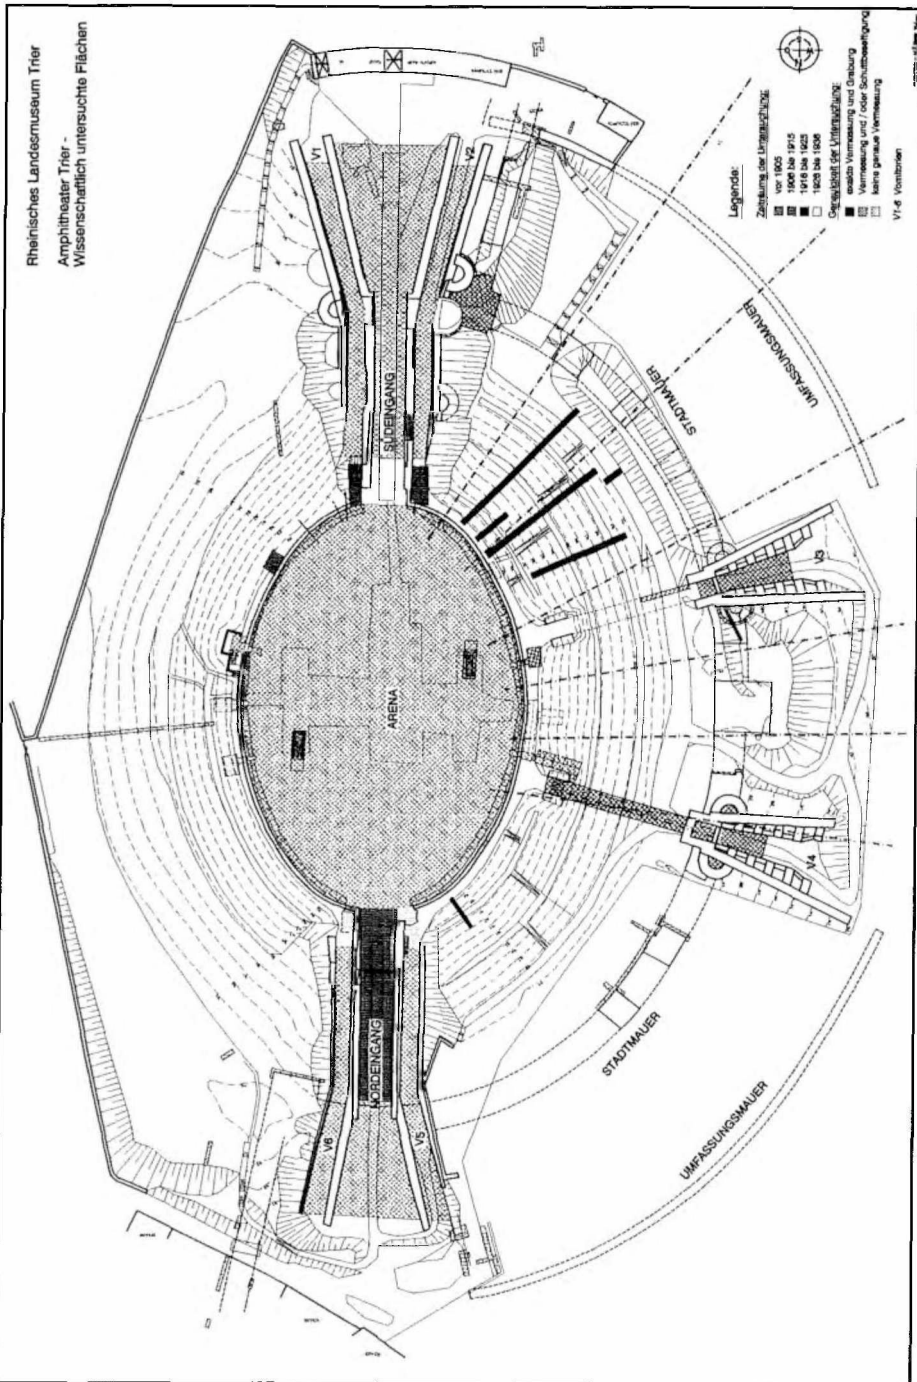 Rheinisches Landesmuseum Trier
Amphitheater Trier -
Wissenschaftlich untersuchte Flächen
V1
V2
SÜDEINGANG
STADTMAUER
UMFASSUNGSMAUER
V3
ARENA
V4
NORDEINGANG
V6
V5
STADTMAUER
UMFASSUNGSMAUER
Legende:
Zeiträume der Untersuchung:
vor 1905
1906 bis 1915
1916 bis 1925
1926 bis 1936
Genauigkeit der Untersuchung:
exakte Vermessung und Grabung
Vermessung und / oder Schuttbeseitigung
keine genaue Vermessung
V1-6 Vomitorien